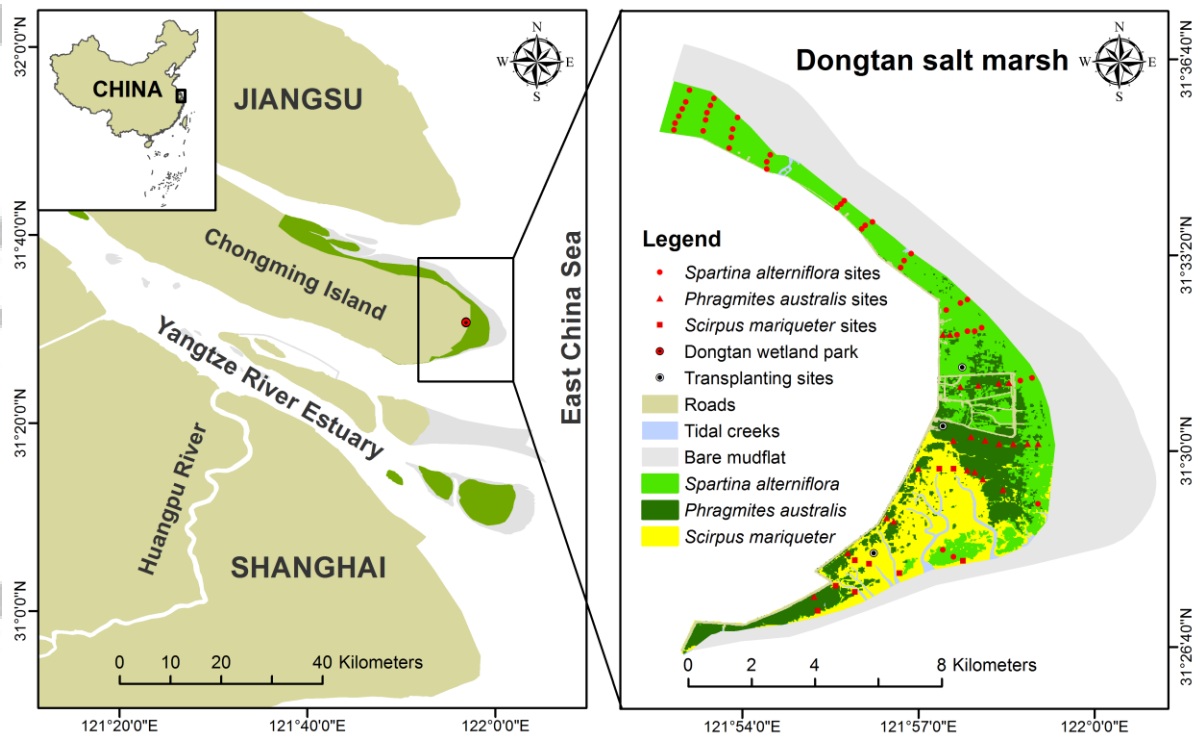 CHINA
N
W E
S
JIANGSU
Chongming Island
Yangtze River Estuary
East China Sea
Huangpu River
SHANGHAI
0 10 20 40 Kilometers
32°0'0"N
31°40'0"N
31°20'0"N
31°0'0"N
121°20'0"E 121°40'0"E 122°0'0"E
Dongtan salt marsh
N
W E
S
Legend
Spartina alterniflora sites
Phragmites australis sites
Scirpus mariqueter sites
Dongtan wetland park
Transplanting sites
Roads
Tidal creeks
Bare mudflat
Spartina alterniflora
Phragmites australis
Scirpus mariqueter
0 2 4 8 Kilometers
31°36'40"N
31°33'20"N
31°30'0"N
31°26'40"N
121°54'0"E 121°57'0"E 122°0'0"E